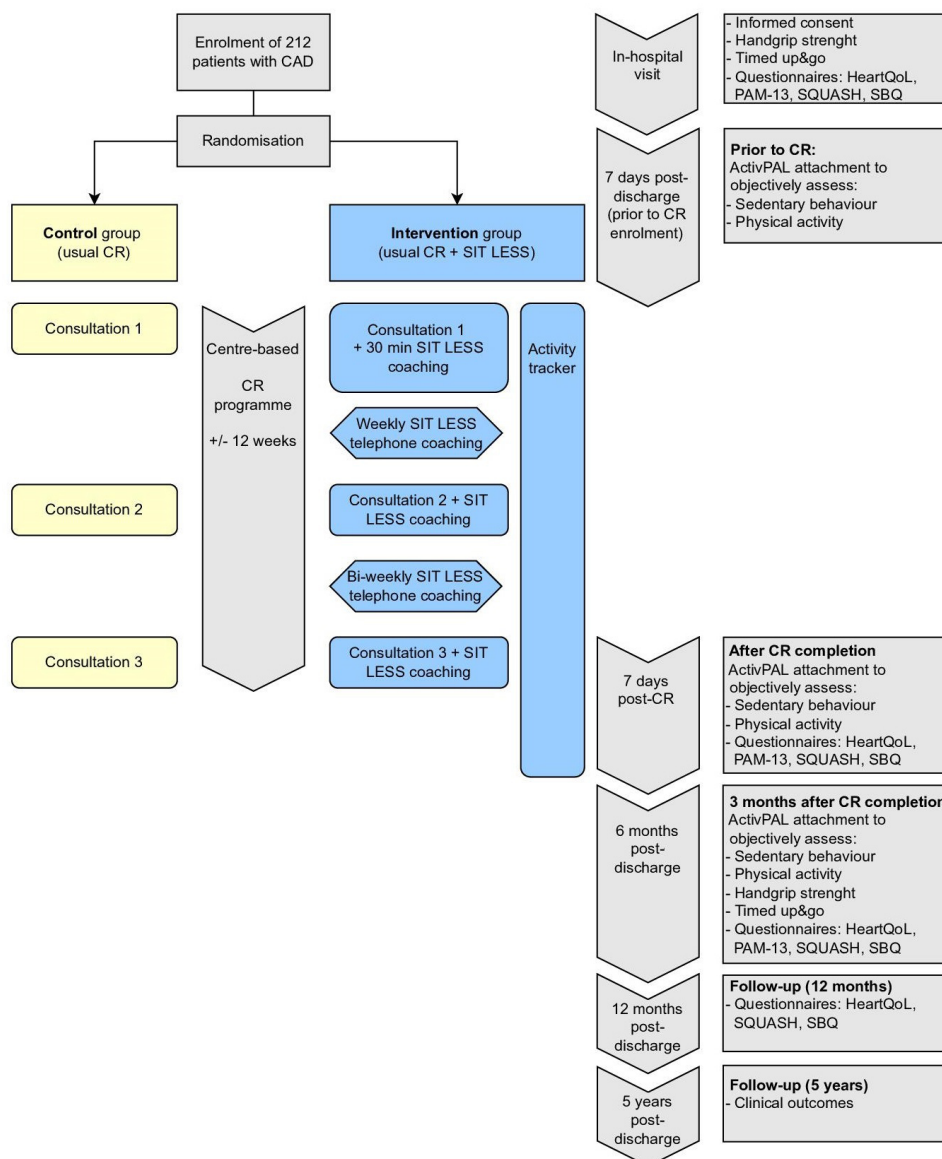 Enrolment of 212
patients with CAD
Randomisation
Control group
(usual CR)
Intervention group
(usual CR + SIT LESS)
Consultation 1
Centre-based
CR
programme
+/- 12 weeks
Consultation 1
+ 30 min SIT LESS
coaching
Activity
tracker
Weekly SIT LESS
telephone coaching
Consultation 2
Consultation 2 + SIT
LESS coaching
Bi-weekly SIT LESS
telephone coaching
Consultation 3
Consultation 3 + SIT
LESS coaching
In-hospital
visit
- Informed consent
- Handgrip strenght
- Timed up&go
- Questionnaires: HeartQoL,
PAM-13, SQUASH, SBQ
7 days post-
discharge
(prior to CR
enrolment)
Prior to CR:
ActivPAL attachment to
objectively assess:
- Sedentary behaviour
- Physical activity
7 days
post-CR
After CR completion
ActivPAL attachment to
objectively assess:
- Sedentary behaviour
- Physical activity
- Questionnaires: HeartQoL,
PAM-13, SQUASH, SBQ
6 months
post-
discharge
3 months after CR completion
ActivPAL attachment to
objectively assess:
- Sedentary behaviour
- Physical activity
- Handgrip strenght
- Timed up&go
- Questionnaires: HeartQoL,
PAM-13, SQUASH, SBQ
12 months
post-
discharge
Follow-up (12 months)
- Questionnaires: HeartQoL,
SQUASH, SBQ
5 years
post-
discharge
Follow-up (5 years)
- Clinical outcomes